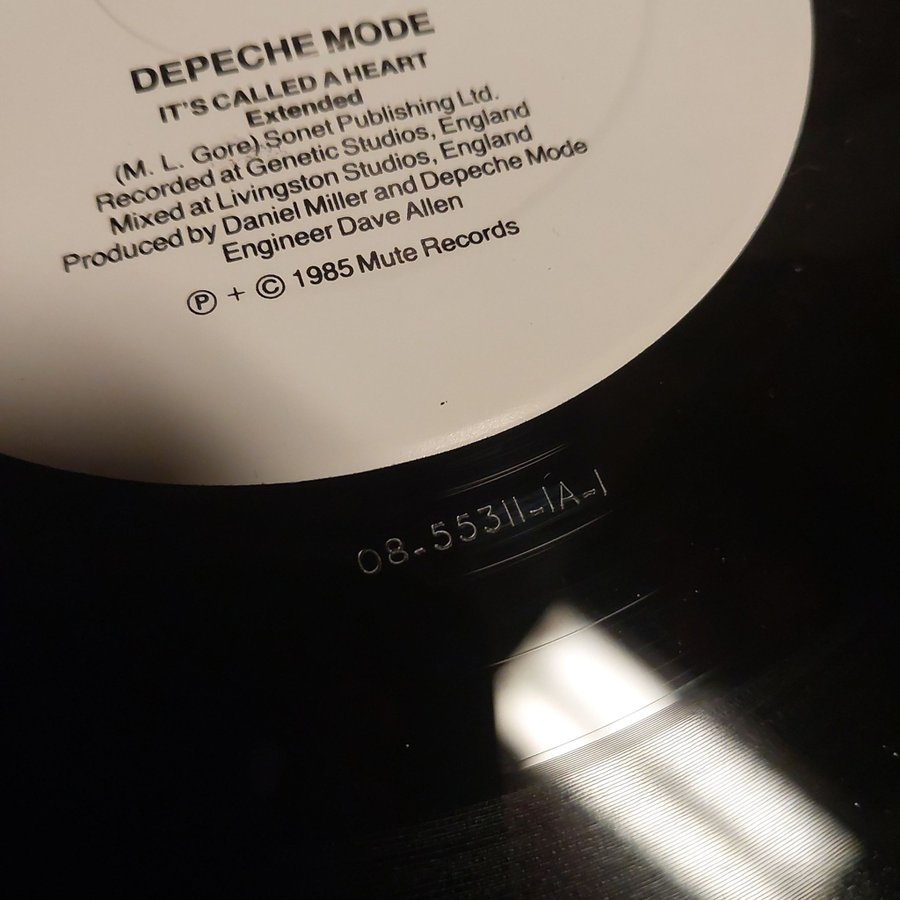 DEPECHE MODE
IT'S CALLED A HEART
Extended
(M. L. Gore) Sonet Publishing Ltd.
Recorded at Genetic Studios, England
Mixed at Livingston Studios, England
Produced by Daniel Miller and Depeche Mode
Engineer Dave Allen
Ⓟ + © 1985 Mute Records
08-55311-1A-1